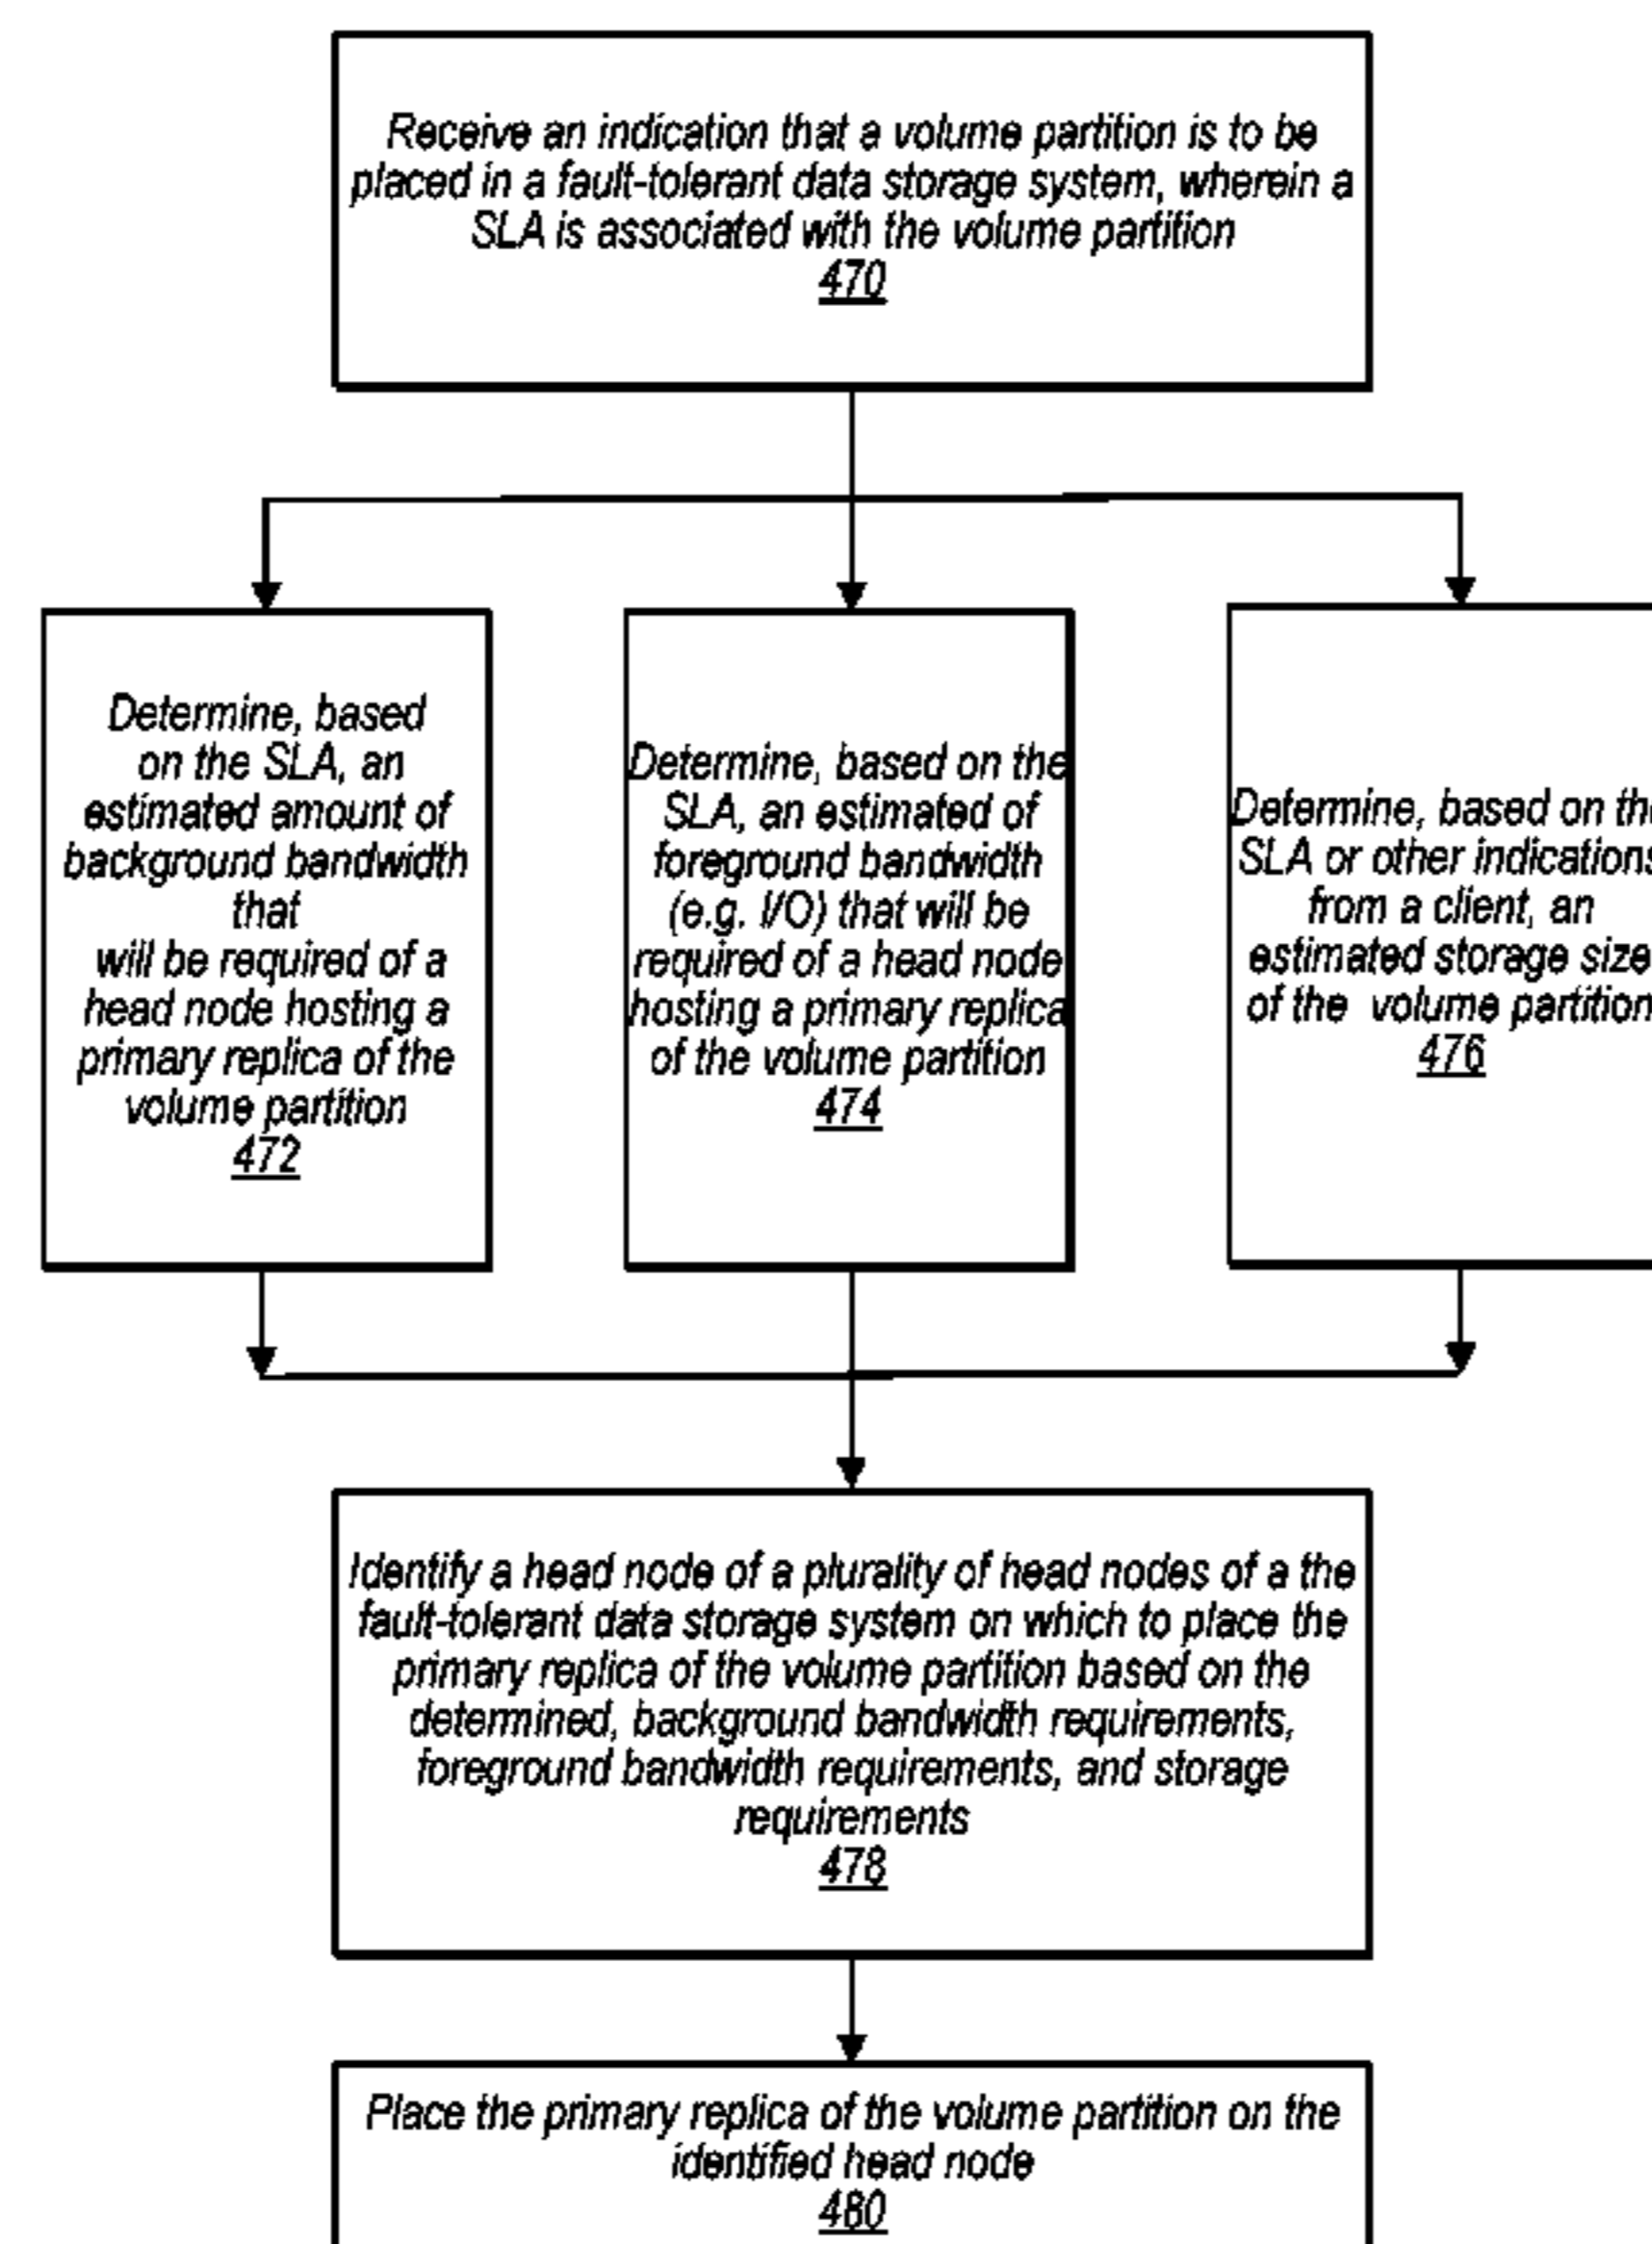 Receive an indication that a volume partition is to be
placed in a fault-tolerant data storage system, wherein a
SLA is associated with the volume partition
470
Determine, based
on the SLA, an
estimated amount of
background bandwidth
that
will be required of a
head node hosting a
primary replica of the
volume partition
472
Determine, based on the
SLA, an estimated of
foreground bandwidth
(e.g. I/O) that will be
required of a head node
hosting a primary replica
of the volume partition
474
Determine, based on the
SLA or other indications
from a client, an
estimated storage size
of the volume partition
476
Identify a head node of a plurality of head nodes of a the
fault-tolerant data storage system on which to place the
primary replica of the volume partition based on the
determined, background bandwidth requirements,
foreground bandwidth requirements, and storage
requirements
478
Place the primary replica of the volume partition on the
identified head node
480